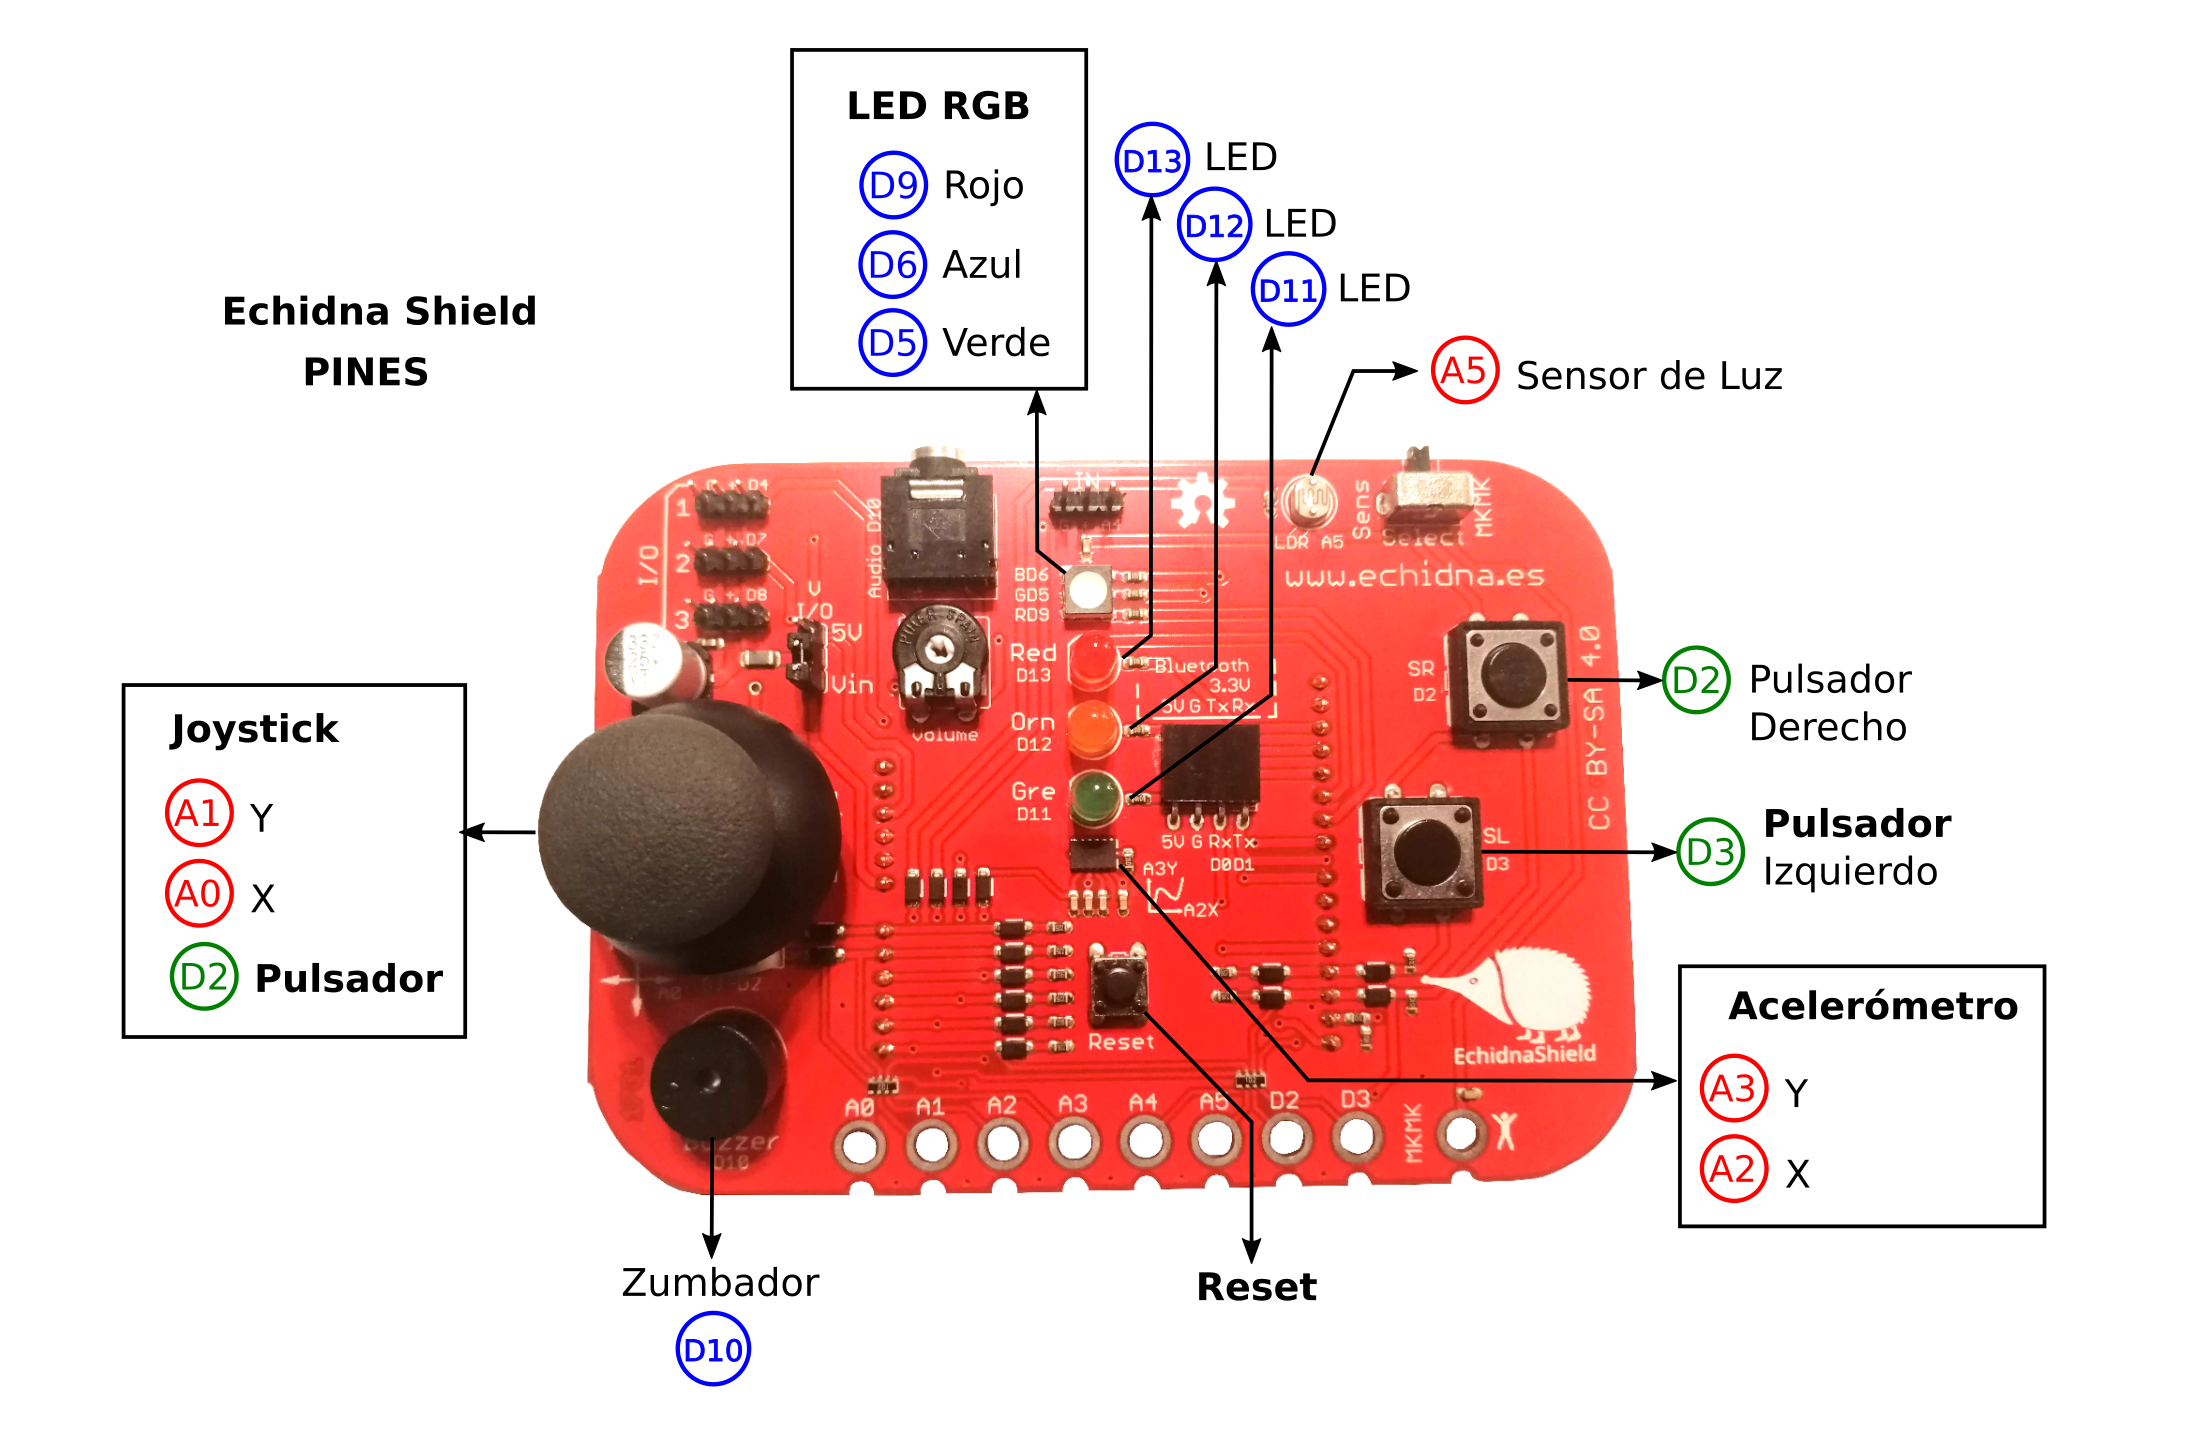 LED RGB
D9 Rojo
D6 Azul
D5 Verde
D13 LED
D12 LED
D11 LED
A5 Sensor de Luz
Echidna Shield
PINES
Joystick
A1 Y
A0 X
D2 Pulsador
D2 Pulsador
Derecho
D3 Pulsador
Izquierdo
Acelerómetro
A3 Y
A2 X
Zumbador
D10
Reset
I/O
1 G + D4
2 G + D7
3 G + D8
V
I/O
5V
Vin
Audio D10
Volume
IN
BD6
GD5
RD9
Red
D13
Orn
D12
Gre
D11
Bluetooth
3.3V
5V G Tx Rx
5V G Rx Tx
D0 D1
A3Y
A2X
LDR A5
Sens
Select
MKMK
www.echidna.es
SR
D2
SL
D3
CC BY-SA 4.0
EchidnaShield
Reset
Buzzer
D10
A0 A1 A2 A3 A4 A5 D2 D3
MKMK